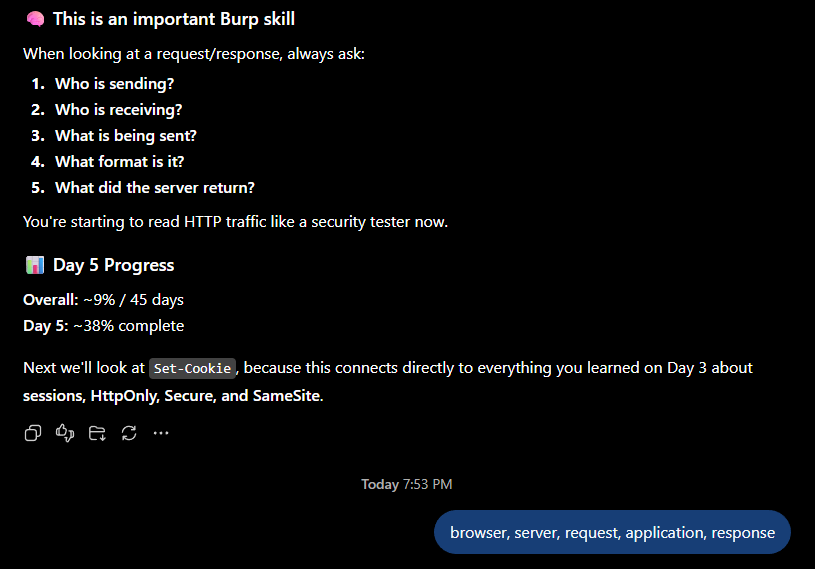 🧠 This is an important Burp skill
When looking at a request/response, always ask:
1. Who is sending?
2. Who is receiving?
3. What is being sent?
4. What format is it?
5. What did the server return?
You're starting to read HTTP traffic like a security tester now.
📊 Day 5 Progress
Overall: ~9% / 45 days
Day 5: ~38% complete
Next we'll look at Set-Cookie, because this connects directly to everything you learned on Day 3 about
sessions, HttpOnly, Secure, and SameSite.
Today 7:53 PM
browser, server, request, application, response